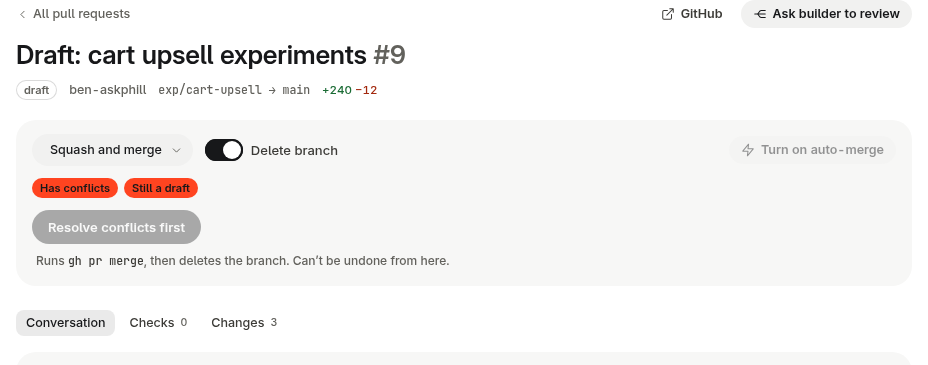 All pull requests
GitHub
Ask builder to review
Draft: cart upsell experiments #9
draft ben-askphill exp/cart-upsell → main +240 −12
Squash and merge
Delete branch
Turn on auto-merge
Has conflicts
Still a draft
Resolve conflicts first
Runs gh pr merge, then deletes the branch. Can’t be undone from here.
Conversation
Checks 0
Changes 3